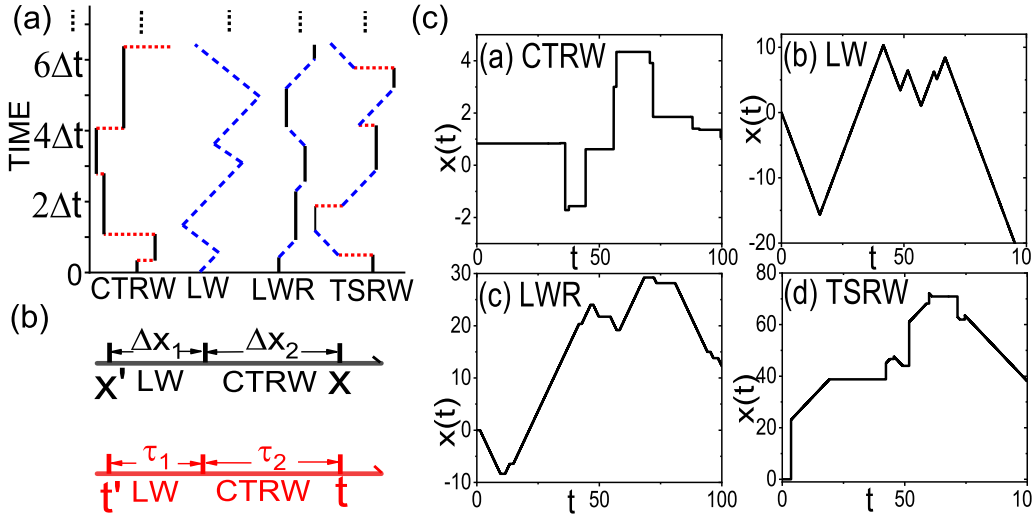 (a)
TIME
6Δt
4Δt
2Δt
0
CTRW LW LWR TSRW
(b)
Δx1 Δx2
x' LW CTRW x
τ1 τ2
t' LW CTRW t
(c)
(a) CTRW
x(t)
4
2
0
-2
0 50 100
t
(b) LW
x(t)
10
0
-10
-20
0 50 100
t
(c) LWR
x(t)
30
20
10
0
-10
0 50 100
t
(d) TSRW
x(t)
80
60
40
20
0
0 50 10
t